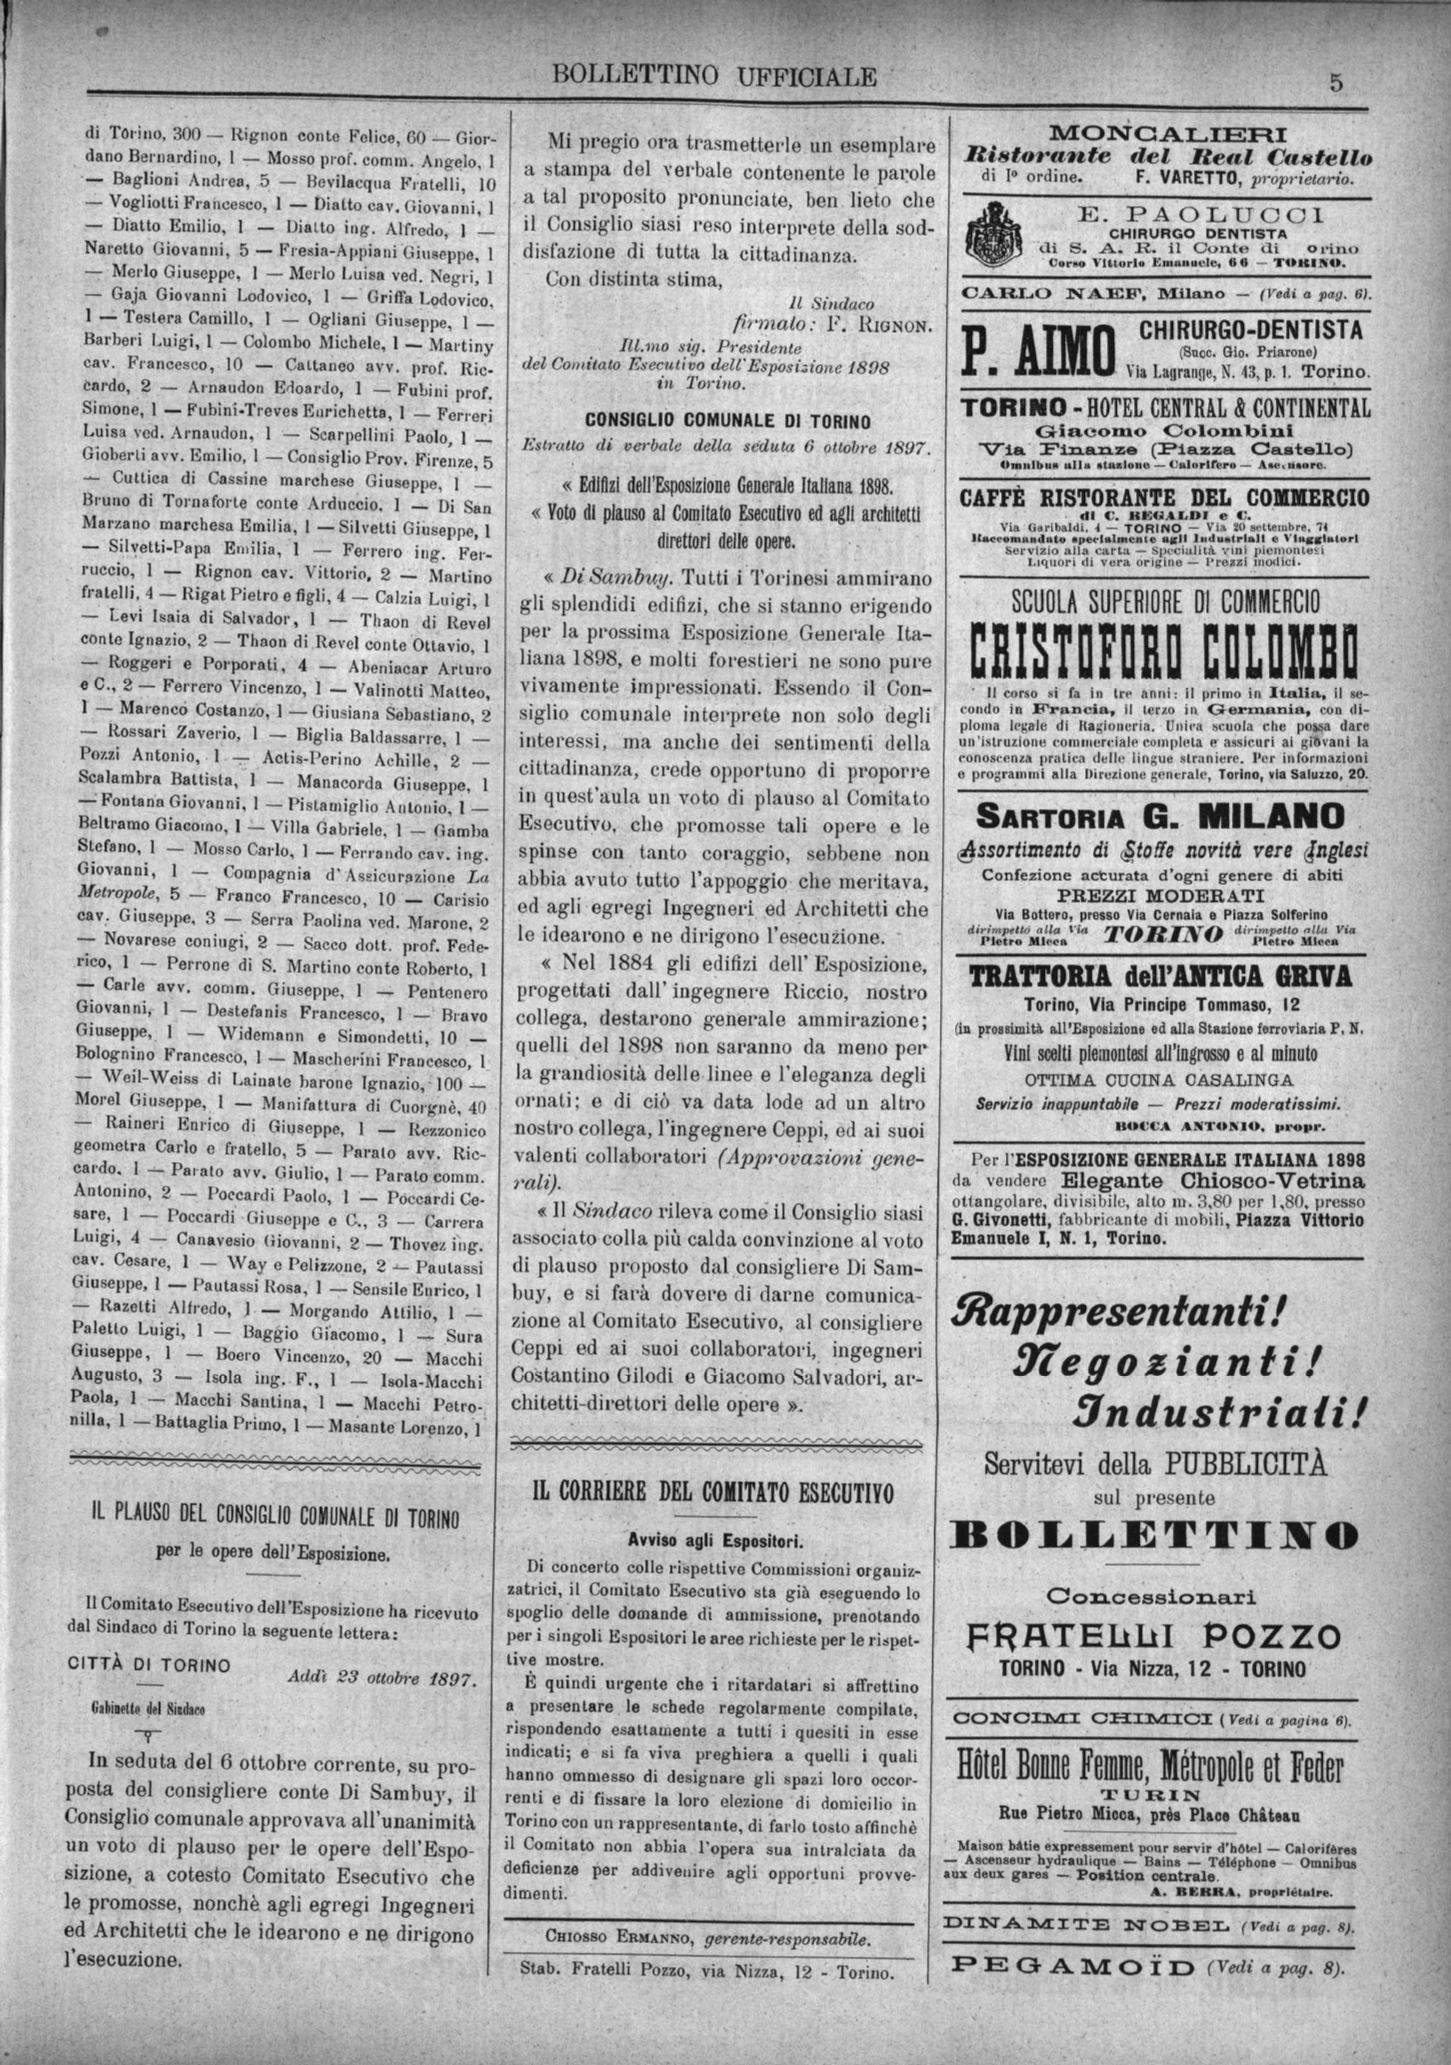 BOLLETTINO UFFICIALE
5
di Torino, 300 — Rignon conte Felice, 60 — Gior-
dano Bernardino, 1 — Mosso prof. comm. Angelo, 1
— Baglioni Andrea, 5 — Bevilacqua Fratelli, 10
— Vogliotti Francesco, 1 — Diatto cav. Giovanni, 1
— Diatto Emilio, 1 — Diatto ing. Alfredo, 1 —
Naretto Giovanni, 5 — Fresia-Appiani Giuseppe, 1
— Merlo Giuseppe, 1 — Merlo Luisa ved. Negri, 1
— Gaja Giovanni Lodovico, 1 — Griffa Lodovico,
1 — Testera Camillo, 1 — Ogliani Giuseppe, 1 —
Barberi Luigi, 1 — Colombo Michele, 1 — Martiny
cav. Francesco, 10 — Cattaneo avv. prof. Ric-
cardo, 2 — Arnaudon Edoardo, 1 — Fubini prof.
Simone, 1 — Fubini-Treves Enrichetta, 1 — Ferreri
Luisa ved. Arnaudon, 1 — Scarpellini Paolo, 1 —
Gioberti avv. Emilio, 1 — Consiglio Prov. Firenze, 5
— Cuttica di Cassine marchese Giuseppe, 1 —
Bruno di Tornaforte conte Arduccio, 1 — Di San
Marzano marchesa Emilia, 1 — Silvetti Giuseppe, 1
— Silvetti-Papa Emilia, 1 — Ferrero ing. Fer-
ruccio, 1 — Rignon cav. Vittorio, 2 — Martino
fratelli, 4 — Rigat Pietro e figli, 4 — Calzia Luigi, 1
— Levi Isaia di Salvador, 1 — Thaon di Revel
conte Ignazio, 2 — Thaon di Revel conte Ottavio, 1
— Roggeri e Porporati, 4 — Abeniacar Arturo
e C., 2 — Ferrero Vincenzo, 1 — Valinotti Matteo,
1 — Marenco Costanzo, 1 — Giusiana Sebastiano, 2
— Rossari Zaverio, 1 — Biglia Baldassarre, 1 —
Pozzi Antonio, 1 — Actis-Perino Achille, 2 —
Scalambra Battista, 1 — Manacorda Giuseppe, 1
— Fontana Giovanni, 1 — Pistamiglio Antonio, 1 —
Beltramo Giacomo, 1 — Villa Gabriele, 1 — Gamba
Stefano, 1 — Mosso Carlo, 1 — Ferrando cav. ing.
Giovanni, 1 — Compagnia d'Assicurazione La
Metropole, 5 — Franco Francesco, 10 — Carisio
cav. Giuseppe, 3 — Serra Paolina ved. Marone, 2
— Novarese coniugi, 2 — Sacco dott. prof. Fede-
rico, 1 — Perrone di S. Martino conte Roberto, 1
— Carle avv. comm. Giuseppe, 1 — Pentenero
Giovanni, 1 — Destefanis Francesco, 1 — Bravo
Giuseppe, 1 — Widemann e Simondetti, 10 —
Bolognino Francesco, 1 — Mascherini Francesco, 1
— Weil-Weiss di Lainate barone Ignazio, 100 —
Morel Giuseppe, 1 — Manifattura di Cuorgnè, 40
— Raineri Enrico di Giuseppe, 1 — Rezzonico
geometra Carlo e fratello, 5 — Parato avv. Ric-
cardo, 1 — Parato avv. Giulio, 1 — Parato comm.
Antonino, 2 — Poccardi Paolo, 1 — Poccardi Ce-
sare, 1 — Poccardi Giuseppe e C., 3 — Carrera
Luigi, 4 — Canavesio Giovanni, 2 — Thovez ing.
cav. Cesare, 1 — Way e Pelizzone, 2 — Pautassi
Giuseppe, 1 — Pautassi Rosa, 1 — Sensile Enrico, 1
— Razetti Alfredo, 1 — Morgando Attilio, 1 —
Paletto Luigi, 1 — Baggio Giacomo, 1 — Sura
Giuseppe, 1 — Boero Vincenzo, 20 — Macchi
Augusto, 3 — Isola ing. F., 1 — Isola-Macchi
Paola, 1 — Macchi Santina, 1 — Macchi Petro-
nilla, 1 — Battaglia Primo, 1 — Masante Lorenzo, 1
IL PLAUSO DEL CONSIGLIO COMUNALE DI TORINO
per le opere dell'Esposizione.
Il Comitato Esecutivo dell'Esposizione ha ricevuto
dal Sindaco di Torino la seguente lettera:
CITTÀ DI TORINO
Addì 23 ottobre 1897.
Gabinetto del Sindaco
In seduta del 6 ottobre corrente, su pro-
posta del consigliere conte Di Sambuy, il
Consiglio comunale approvava all'unanimità
un voto di plauso per le opere dell'Espo-
sizione, a cotesto Comitato Esecutivo che
le promosse, nonchè agli egregi Ingegneri
ed Architetti che le idearono e ne dirigono
l'esecuzione.
Mi pregio ora trasmetterle un esemplare
a stampa del verbale contenente le parole
a tal proposito pronunciate, ben lieto che
il Consiglio siasi reso interprete della sod-
disfazione di tutta la cittadinanza.
Con distinta stima,
Il Sindaco
firmato: F. RIGNON.
Ill.mo sig. Presidente
del Comitato Esecutivo dell'Esposizione 1898
in Torino.
CONSIGLIO COMUNALE DI TORINO
Estratto di verbale della seduta 6 ottobre 1897.
« Edifizi dell'Esposizione Generale Italiana 1898.
« Voto di plauso al Comitato Esecutivo ed agli architetti
direttori delle opere.
« Di Sambuy. Tutti i Torinesi ammirano
gli splendidi edifizi, che si stanno erigendo
per la prossima Esposizione Generale Ita-
liana 1898, e molti forestieri ne sono pure
vivamente impressionati. Essendo il Con-
siglio comunale interprete non solo degli
interessi, ma anche dei sentimenti della
cittadinanza, crede opportuno di proporre
in quest'aula un voto di plauso al Comitato
Esecutivo, che promosse tali opere e le
spinse con tanto coraggio, sebbene non
abbia avuto tutto l'appoggio che meritava,
ed agli egregi Ingegneri ed Architetti che
le idearono e ne dirigono l'esecuzione.
« Nel 1884 gli edifizi dell'Esposizione,
progettati dall'ingegnere Riccio, nostro
collega, destarono generale ammirazione;
quelli del 1898 non saranno da meno per
la grandiosità delle linee e l'eleganza degli
ornati; e di ciò va data lode ad un altro
nostro collega, l'ingegnere Ceppi, ed ai suoi
valenti collaboratori (Approvazioni gene-
rali).
« Il Sindaco rileva come il Consiglio siasi
associato colla più calda convinzione al voto
di plauso proposto dal consigliere Di Sam-
buy, e si farà dovere di darne comunica-
zione al Comitato Esecutivo, al consigliere
Ceppi ed ai suoi collaboratori, ingegneri
Costantino Gilodi e Giacomo Salvadori, ar-
chitetti-direttori delle opere ».
IL CORRIERE DEL COMITATO ESECUTIVO
Avviso agli Espositori.
Di concerto colle rispettive Commissioni organiz-
zatrici, il Comitato Esecutivo sta già eseguendo lo
spoglio delle domande di ammissione, prenotando
per i singoli Espositori le aree richieste per le rispet-
tive mostre.
È quindi urgente che i ritardatari si affrettino
a presentare le schede regolarmente compilate,
rispondendo esattamente a tutti i quesiti in esse
indicati; e si fa viva preghiera a quelli i quali
hanno ommesso di designare gli spazi loro occor-
renti e di fissare la loro elezione di domicilio in
Torino con un rappresentante, di farlo tosto affinchè
il Comitato non abbia l'opera sua intralciata da
deficienze per addivenire agli opportuni provve-
dimenti.
CHIOSSO ERMANNO, gerente-responsabile.
Stab. Fratelli Pozzo, via Nizza, 12 - Torino.
MONCALIERI
Ristorante del Real Castello
di I° ordine. F. VARETTO, proprietario.
E. PAOLUCCI
CHIRURGO DENTISTA
di S. A. R. il Conte di orino
Corso Vittorio Emanuele, 66 — TORINO.
CARLO NAEF, Milano — (Vedi a pag. 6).
P. AIMO
CHIRURGO-DENTISTA
(Succ. Gio. Priarone)
Via Lagrange, N. 43, p. 1. Torino.
TORINO - HOTEL CENTRAL & CONTINENTAL
Giacomo Colombini
Via Finanze (Piazza Castello)
Omnibus alla stazione — Calorifero — Ascensore.
CAFFÈ RISTORANTE DEL COMMERCIO
di C. REGALDI e C.
Via Garibaldi, 4 — TORINO — Via 20 settembre, 74
Raccomandato specialmente agli Industriali e Viaggiatori
Servizio alla carta — Specialità vini piemontesi
Liquori di vera origine — Prezzi modici.
SCUOLA SUPERIORE DI COMMERCIO
CRISTOFORO COLOMBO
Il corso si fa in tre anni: il primo in Italia, il se-
condo in Francia, il terzo in Germania, con di-
ploma legale di Ragioneria. Unica scuola che possa dare
un'istruzione commerciale completa e assicuri ai giovani la
conoscenza pratica delle lingue straniere. Per informazioni
e programmi alla Direzione generale, Torino, via Saluzzo, 20.
SARTORIA G. MILANO
Assortimento di Stoffe novità vere Inglesi
Confezione accurata d'ogni genere di abiti
PREZZI MODERATI
Via Bottero, presso Via Cernaia e Piazza Solferino
dirimpetto alla Via Pietro Micca TORINO dirimpetto alla Via Pietro Micca
TRATTORIA dell'ANTICA GRIVA
Torino, Via Principe Tommaso, 12
(in prossimità all'Esposizione ed alla Stazione ferroviaria P. N.
Vini scelti piemontesi all'ingrosso e al minuto
OTTIMA CUCINA CASALINGA
Servizio inappuntabile — Prezzi moderatissimi.
BOCCA ANTONIO, propr.
Per l'ESPOSIZIONE GENERALE ITALIANA 1898
da vendere Elegante Chiosco-Vetrina
ottangolare, divisibile, alto m. 3,80 per 1,80, presso
G. Givonetti, fabbricante di mobili, Piazza Vittorio
Emanuele I, N. 1, Torino.
Rappresentanti!
Negozianti!
Industriali!
Servitevi della PUBBLICITÀ
sul presente
BOLLETTINO
Concessionari
FRATELLI POZZO
TORINO - Via Nizza, 12 - TORINO
CONCIMI CHIMICI (Vedi a pagina 6).
Hôtel Bonne Femme, Métropole et Feder
TURIN
Rue Pietro Micca, près Place Château
Maison bâtie expressement pour servir d'hôtel — Calorifères
— Ascenseur hydraulique — Bains — Téléphone — Omnibus
aux deux gares — Position centrale.
A. BERRA, propriétaire.
DINAMITE NOBEL (Vedi a pag. 8).
PEGAMOÏD (Vedi a pag. 8).